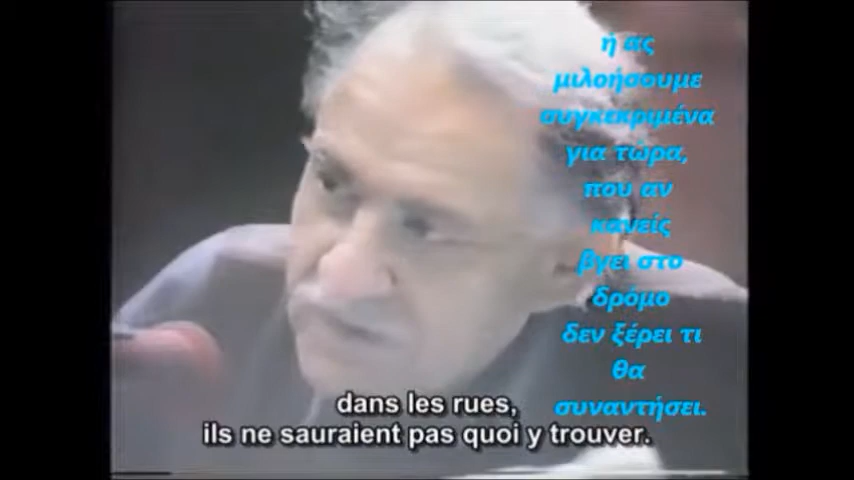 ή ας
μιλοήσουμε
συγκεκριμένα
για τώρα,
που αν
κανείς
βγει στο
δρόμο
δεν ξέρει τι
θα
συναντήσει.
dans les rues,
ils ne sauraient pas quoi y trouver.